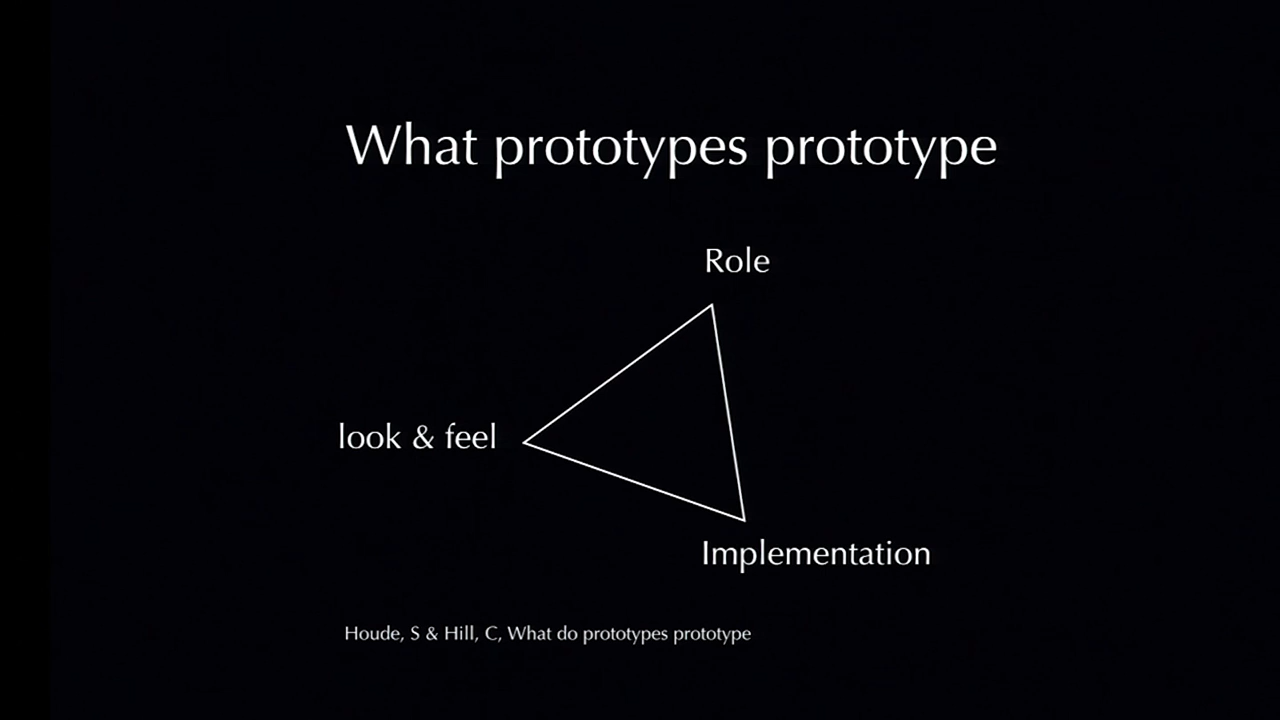 What prototypes prototype
Role
look & feel
Implementation
Houde, S & Hill, C, What do prototypes prototype